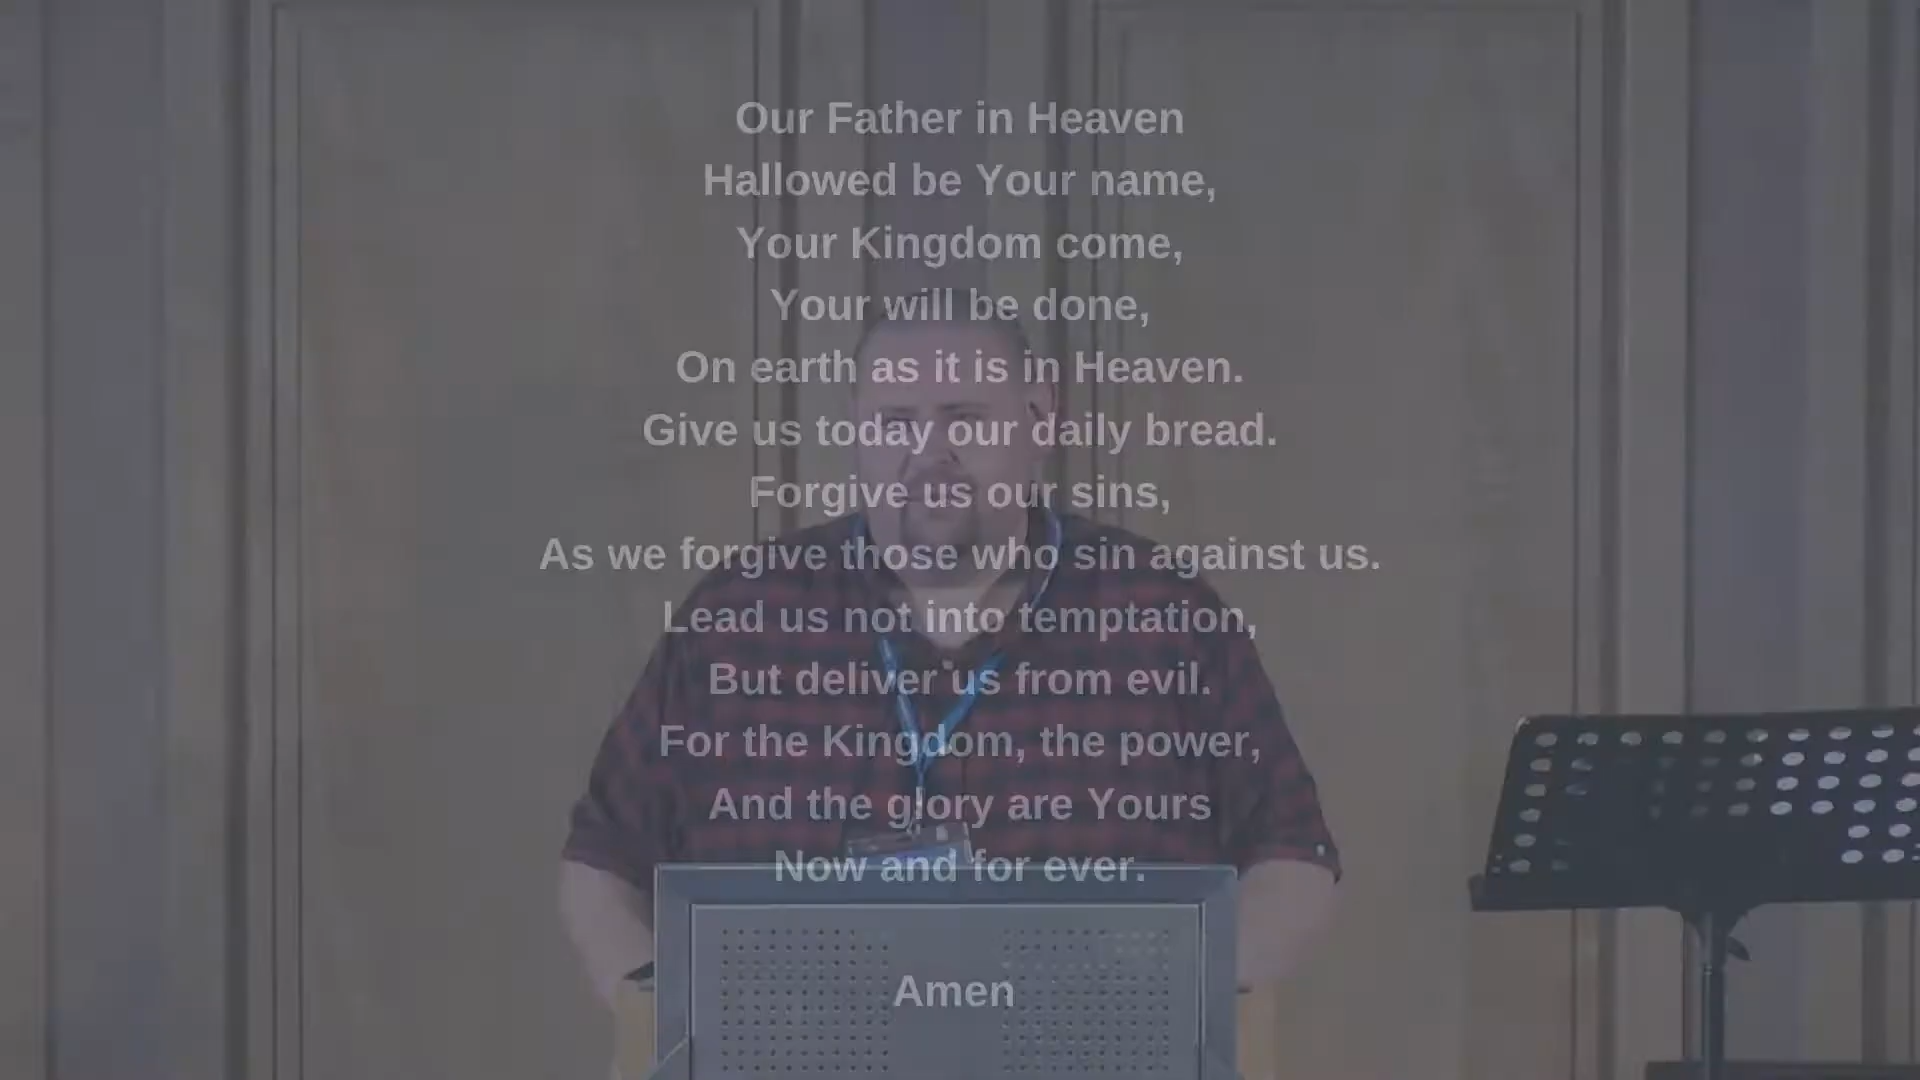 Our Father in Heaven
Hallowed be Your name,
Your Kingdom come,
Your will be done,
On earth as it is in Heaven.
Give us today our daily bread.
Forgive us our sins,
As we forgive those who sin against us.
Lead us not into temptation,
But deliver us from evil.
For the Kingdom, the power,
And the glory are Yours
Now and for ever.
Amen